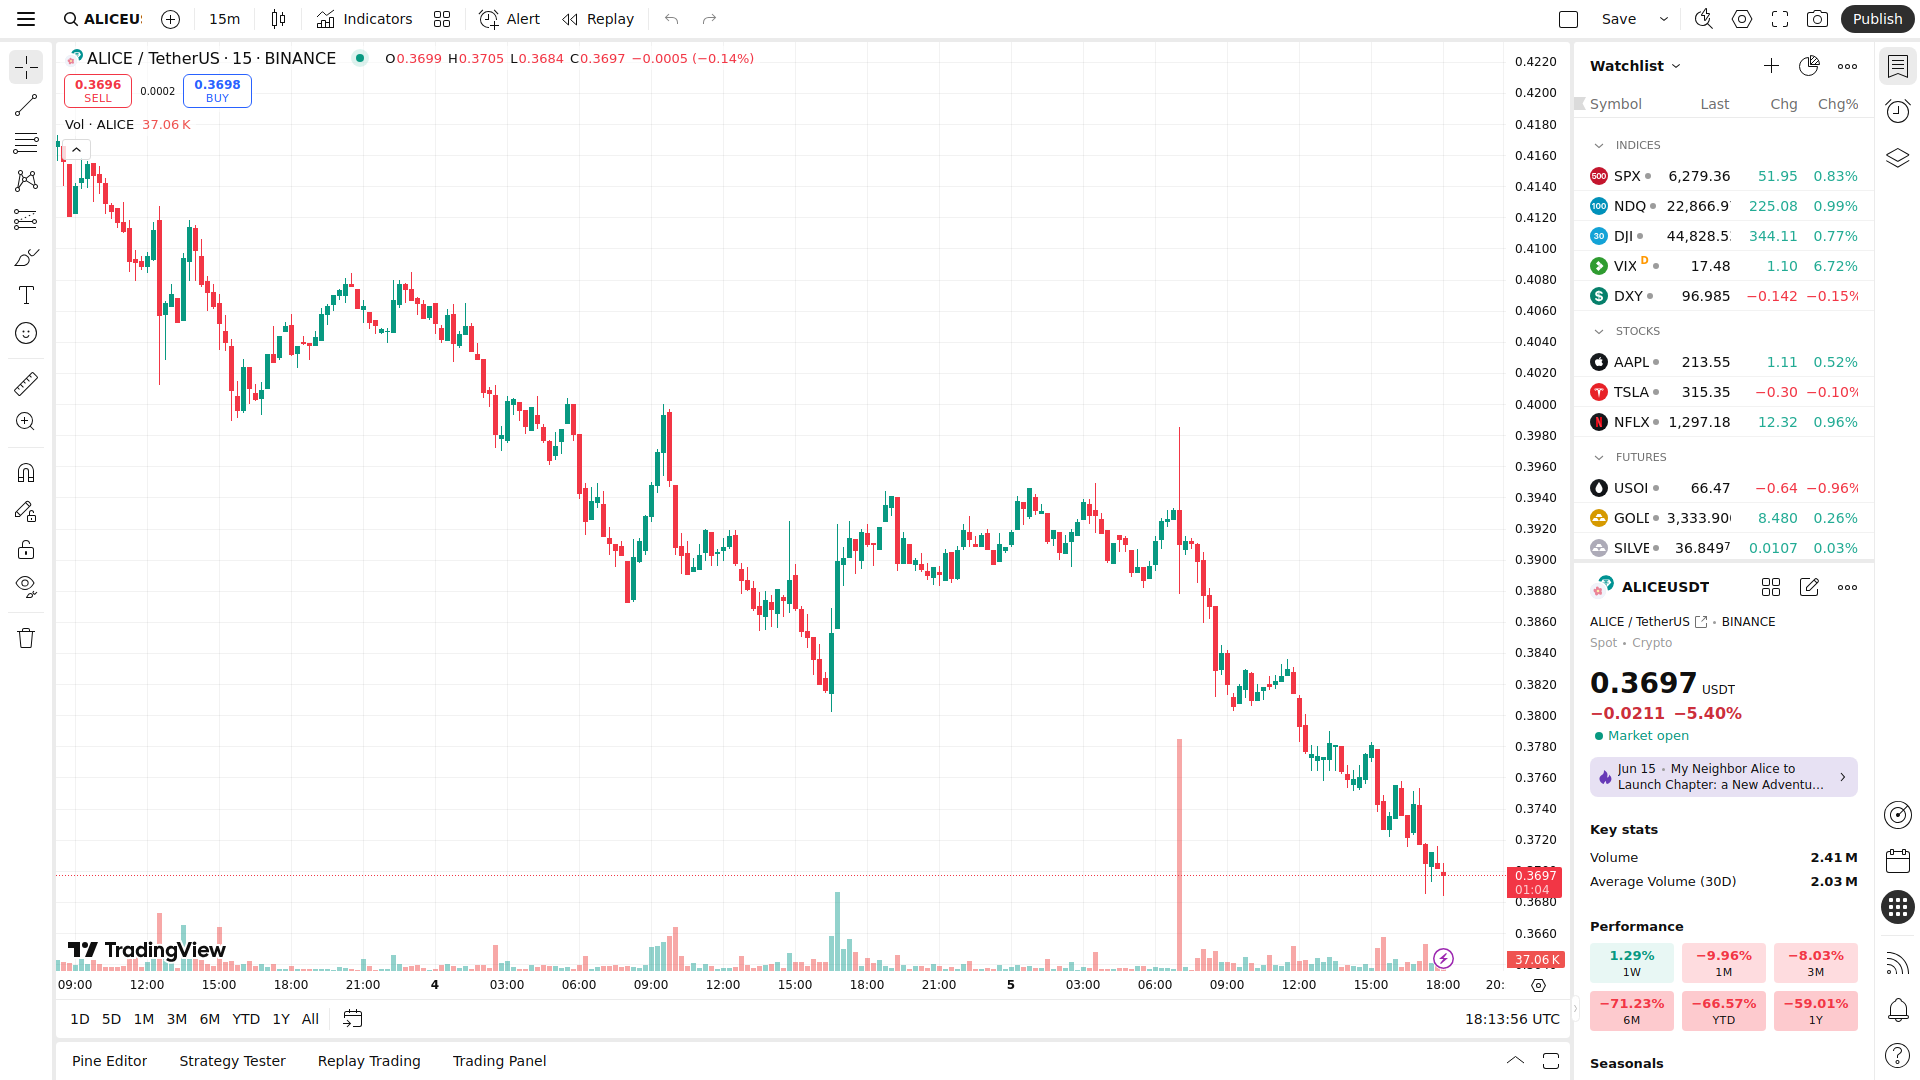 ALICEU
15m
Indicators
Alert
Replay
Save
Publish
ALICE / TetherUS · 15 · BINANCE
O0.3699 H0.3705 L0.3684 C0.3697 −0.0005 (−0.14%)
0.3696
SELL
0.0002
0.3698
BUY
Vol · ALICE 37.06 K
0.4220
0.4200
0.4180
0.4160
0.4140
0.4120
0.4100
0.4080
0.4060
0.4040
0.4020
0.4000
0.3980
0.3960
0.3940
0.3920
0.3900
0.3880
0.3860
0.3840
0.3820
0.3800
0.3780
0.3760
0.3740
0.3720
0.3697
01:04
0.3680
0.3660
37.06 K
TradingView
09:00 12:00 15:00 18:00 21:00 4 03:00 06:00 09:00 12:00 15:00 18:00 21:00 5 03:00 06:00 09:00 12:00 15:00 18:00 20:
1D 5D 1M 3M 6M YTD 1Y All
18:13:56 UTC
Pine Editor Strategy Tester Replay Trading Trading Panel
Watchlist
Symbol Last Chg Chg%
INDICES
500 SPX 6,279.36 51.95 0.83%
100 NDQ 22,866.9 225.08 0.99%
30 DJI 44,828.5 344.11 0.77%
VIX D 17.48 1.10 6.72%
$ DXY 96.985 −0.142 −0.15%
STOCKS
AAPL 213.55 1.11 0.52%
TSLA 315.35 −0.30 −0.10%
N NFLX 1,297.18 12.32 0.96%
FUTURES
USOI 66.47 −0.64 −0.96%
GOLD 3,333.90 8.480 0.26%
SILVE 36.849⁷ 0.0107 0.03%
ALICEUSDT
ALICE / TetherUS • BINANCE
Spot • Crypto
0.3697 USDT
−0.0211 −5.40%
Market open
Jun 15 • My Neighbor Alice to
Launch Chapter: a New Adventu...
Key stats
Volume 2.41 M
Average Volume (30D) 2.03 M
Performance
1.29% −9.96% −8.03%
1W 1M 3M
−71.23% −66.57% −59.01%
6M YTD 1Y
Seasonals